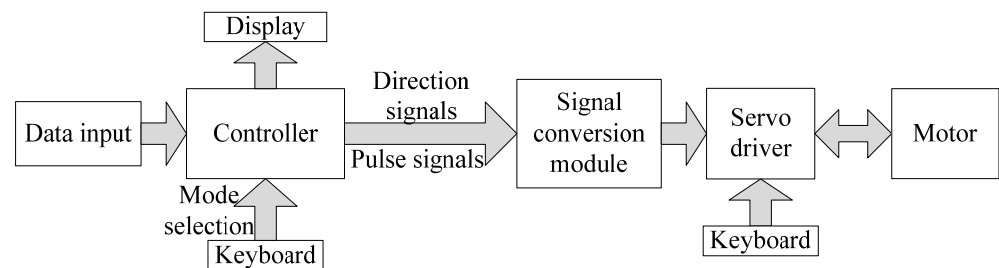 Display
Direction
signals
Data input
Controller
Pulse signals
Signal
conversion
module
Servo
driver
Motor
Mode
selection
Keyboard
Keyboard